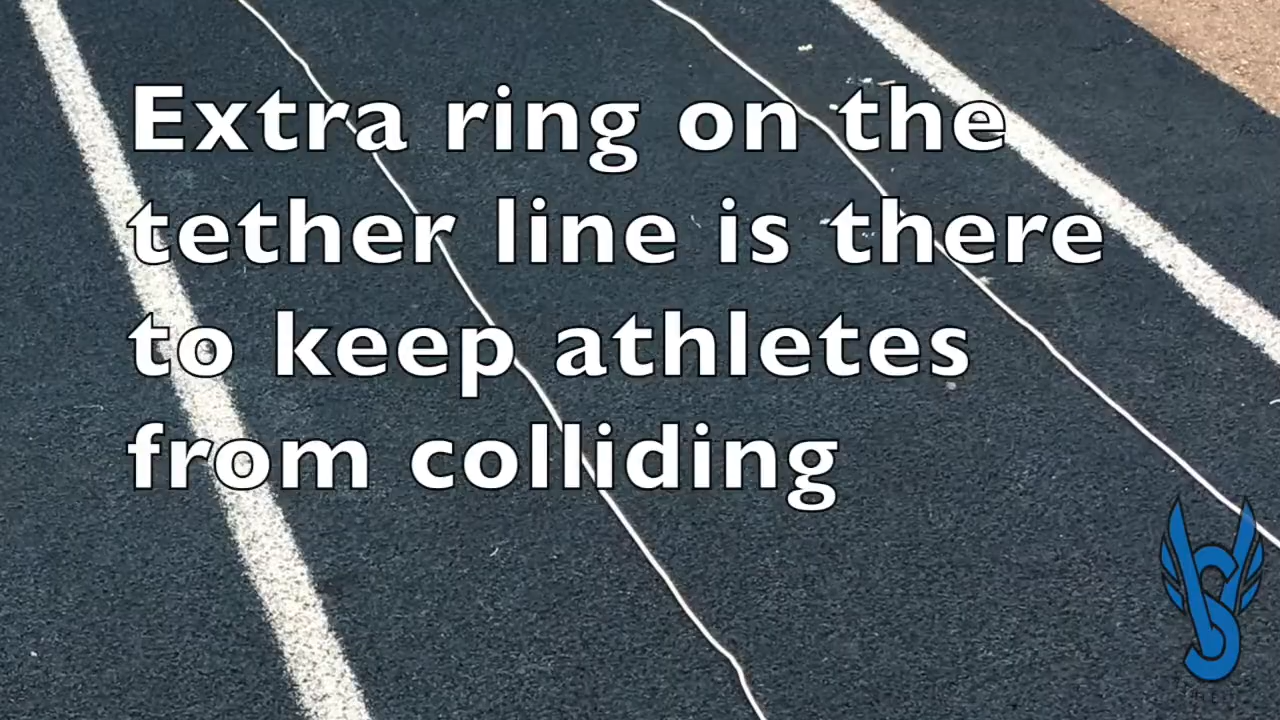 Extra ring on the
tether line is there
to keep athletes
from colliding